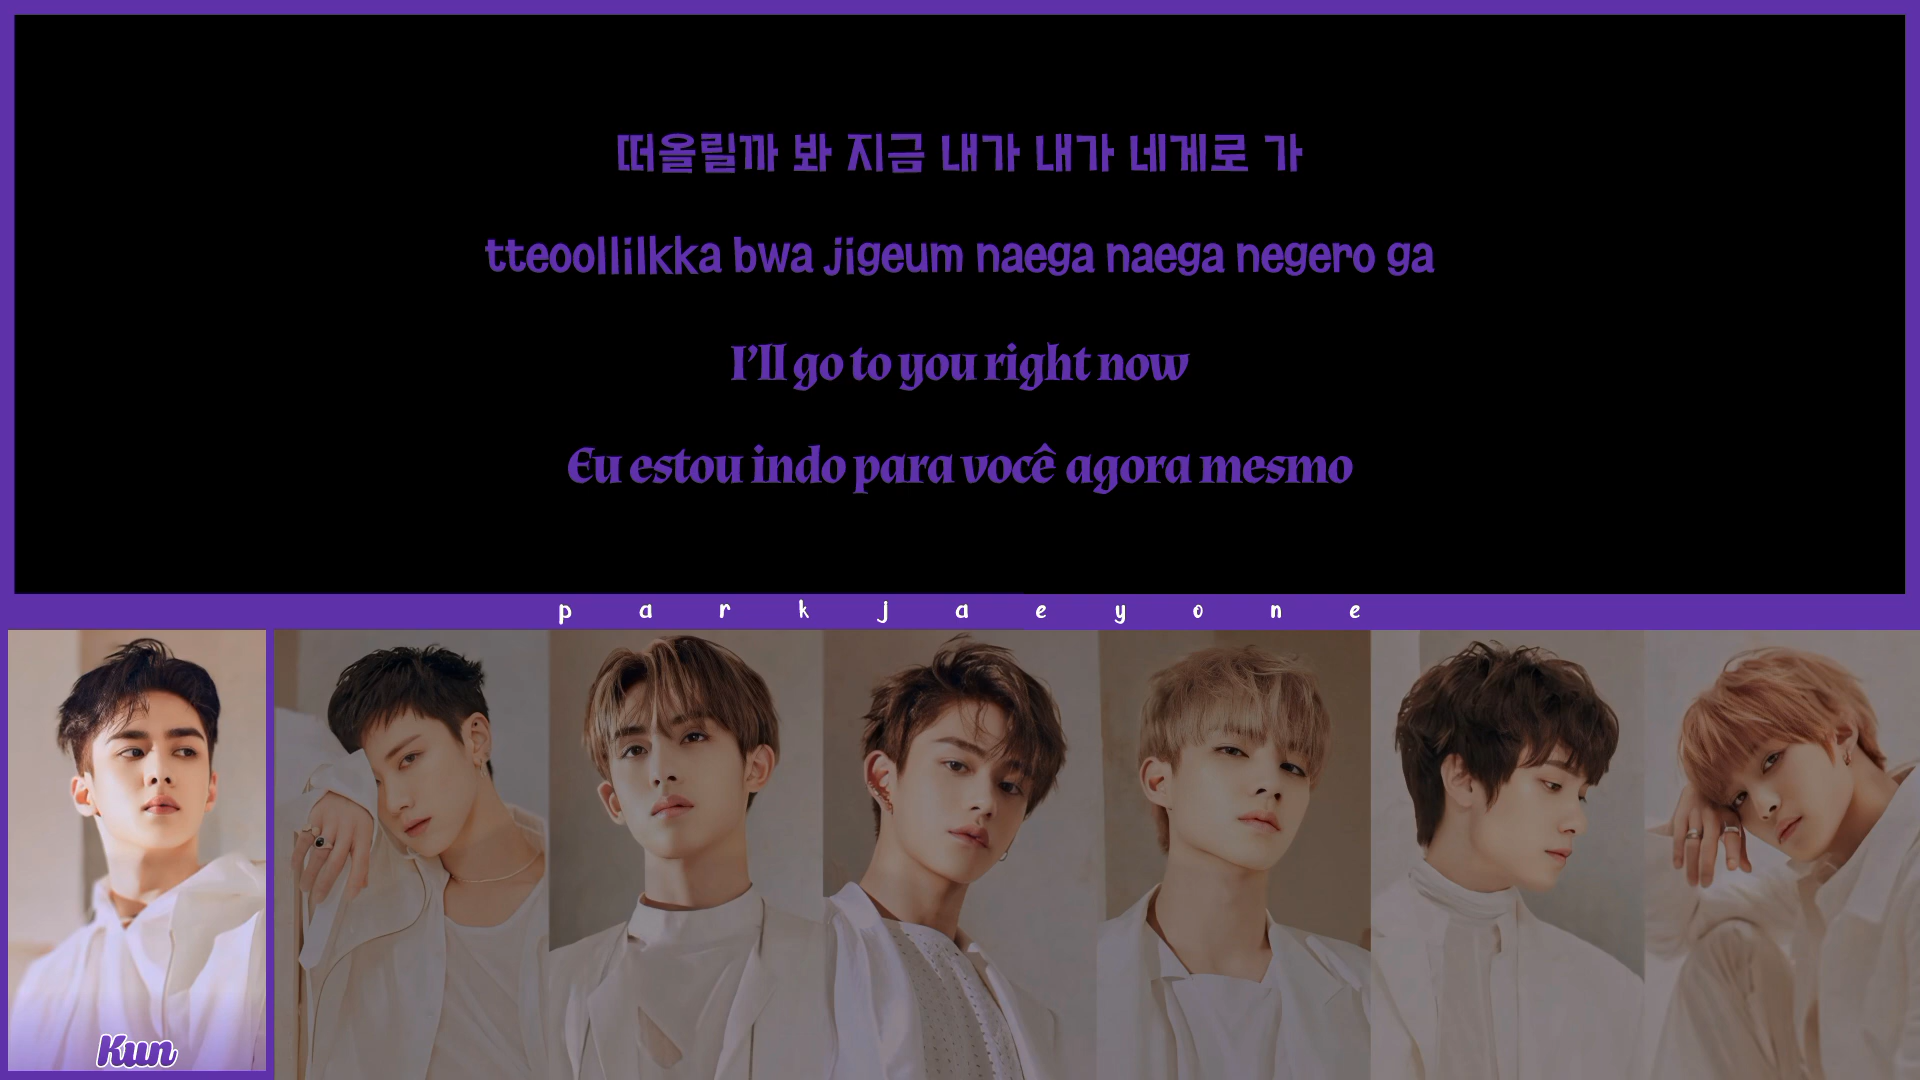 떠올릴까 봐 지금 내가 내가 네게로 가
tteoollilkka bwa jigeum naega naega negero ga
I'll go to you right now
Eu estou indo para você agora mesmo
parkjaeyone
Kun